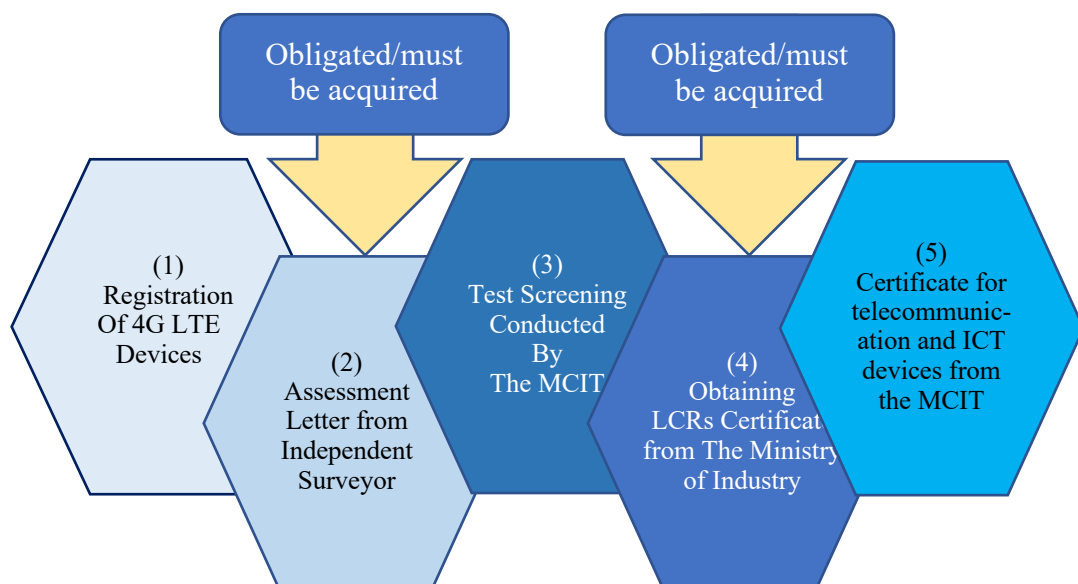 Obligated/must
be acquired
Obligated/must
be acquired
(1)
Registration
Of 4G LTE
Devices
(2)
Assessment
Letter from
Independent
Surveyor
(3)
Test Screening
Conducted
By
The MCIT
(4)
Obtaining
LCRs Certificat
from The Ministry
of Industry
(5)
Certificate for
telecommunic-
ation and ICT
devices from
the MCIT